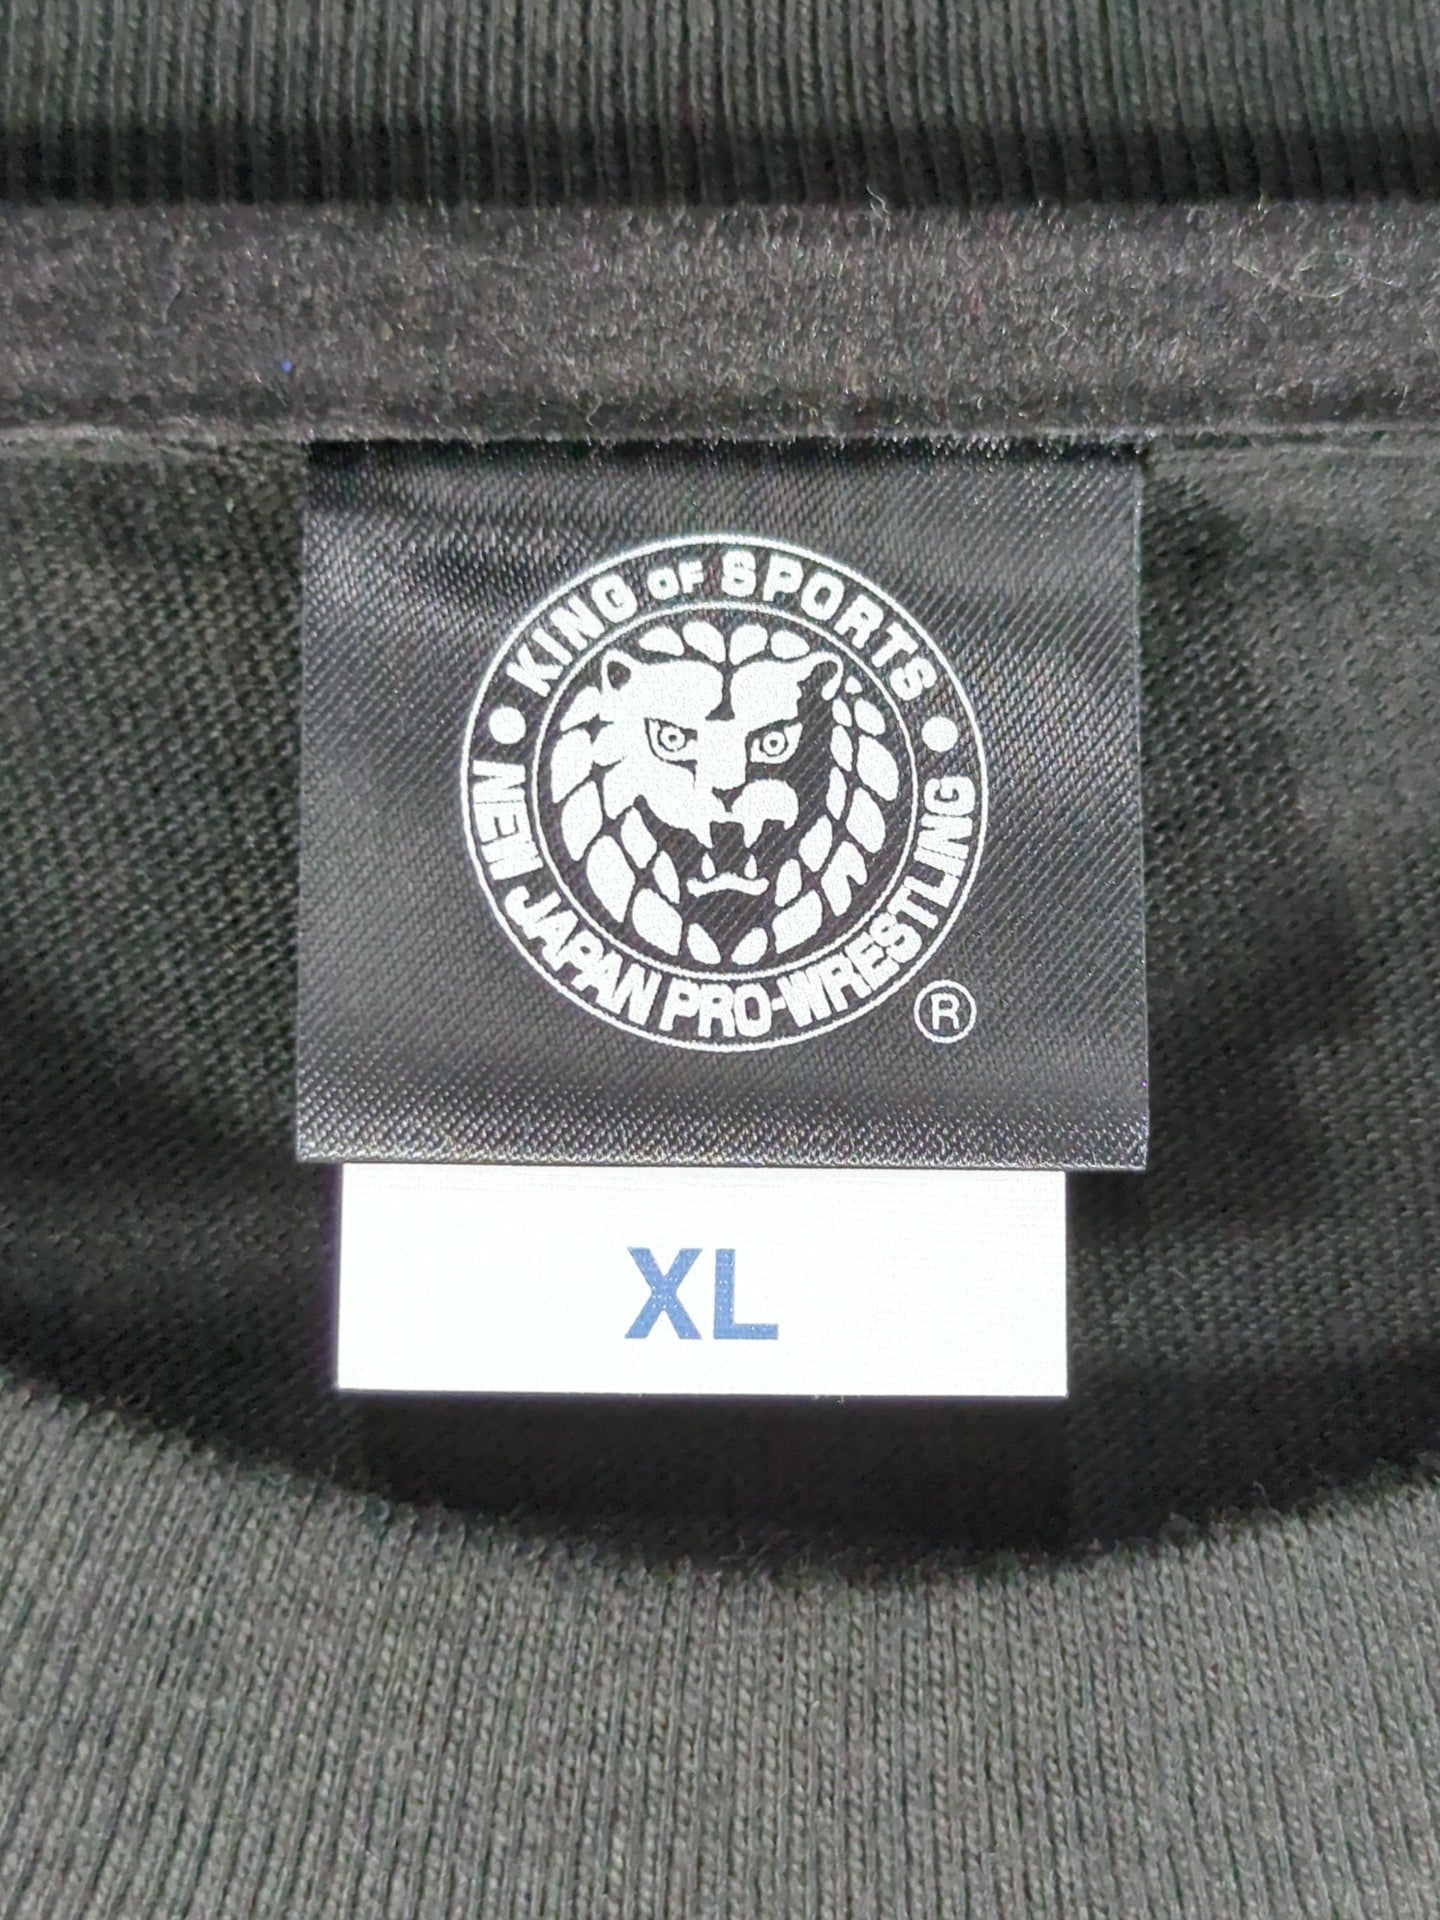 KING OF SPORTS
NEW JAPAN PRO-WRESTLING
®
XL